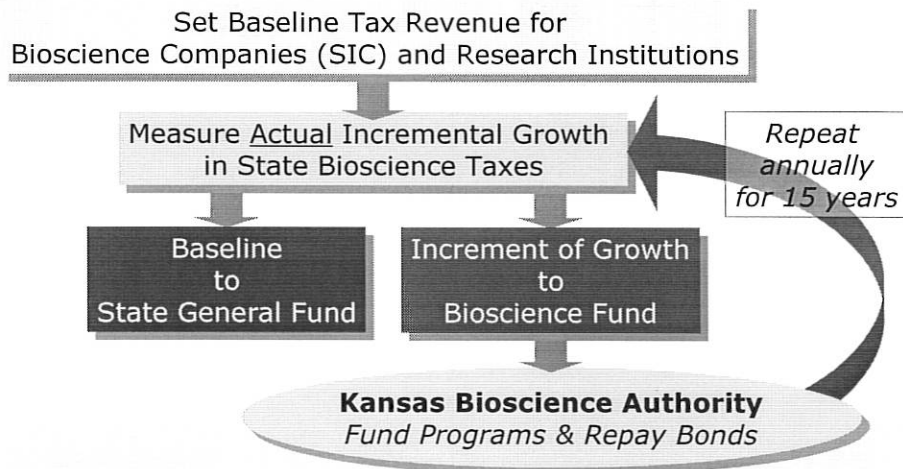 Set Baseline Tax Revenue for
Bioscience Companies (SIC) and Research Institutions
Measure Actual Incremental Growth
in State Bioscience Taxes
Repeat
annually
for 15 years
Baseline
to
State General Fund
Increment of Growth
to
Bioscience Fund
Kansas Bioscience Authority
Fund Programs & Repay Bonds